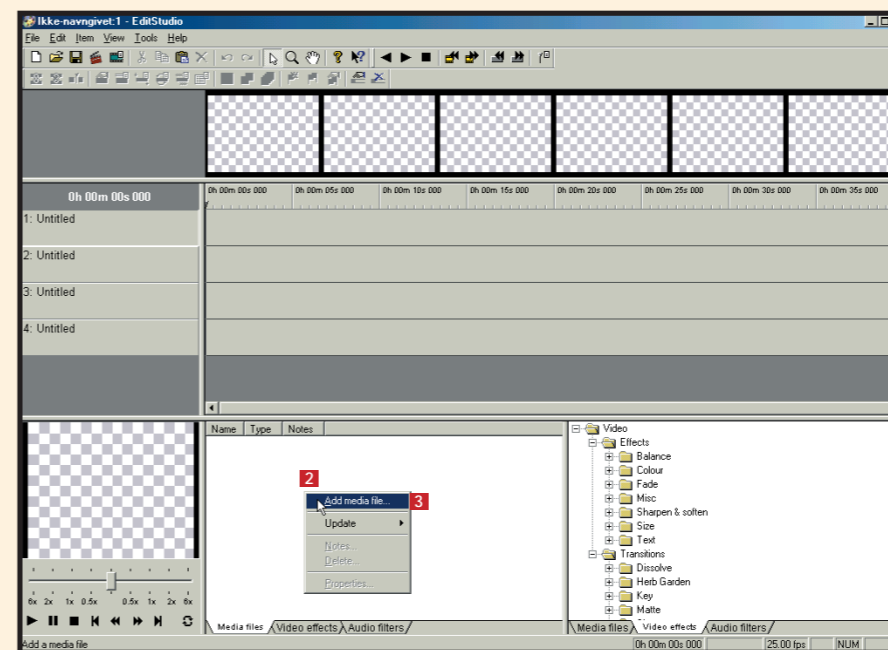 Ikke-navngivet:1 - EditStudio
File Edit Item View Tools Help
0h 00m 00s 000
0h 00m 00s 000 0h 00m 05s 000 0h 00m 10s 000 0h 00m 15s 000 0h 00m 20s 000 0h 00m 25s 000 0h 00m 30s 000 0h 00m 35s 000
1: Untitled
2: Untitled
3: Untitled
4: Untitled
Name Type Notes
2
Add media file... 3
Update
Notes...
Delete...
Properties...
Video
Effects
Balance
Colour
Fade
Misc
Sharpen & soften
Size
Text
Transitions
Dissolve
Herb Garden
Key
Matte
6x 2x 1x 0.5x 0.5x 1x 2x 6x
Media files Video effects Audio filters
Media files Video effects Audio filters
Add a media file 0h 00m 00s 000 25.00 fps NUM